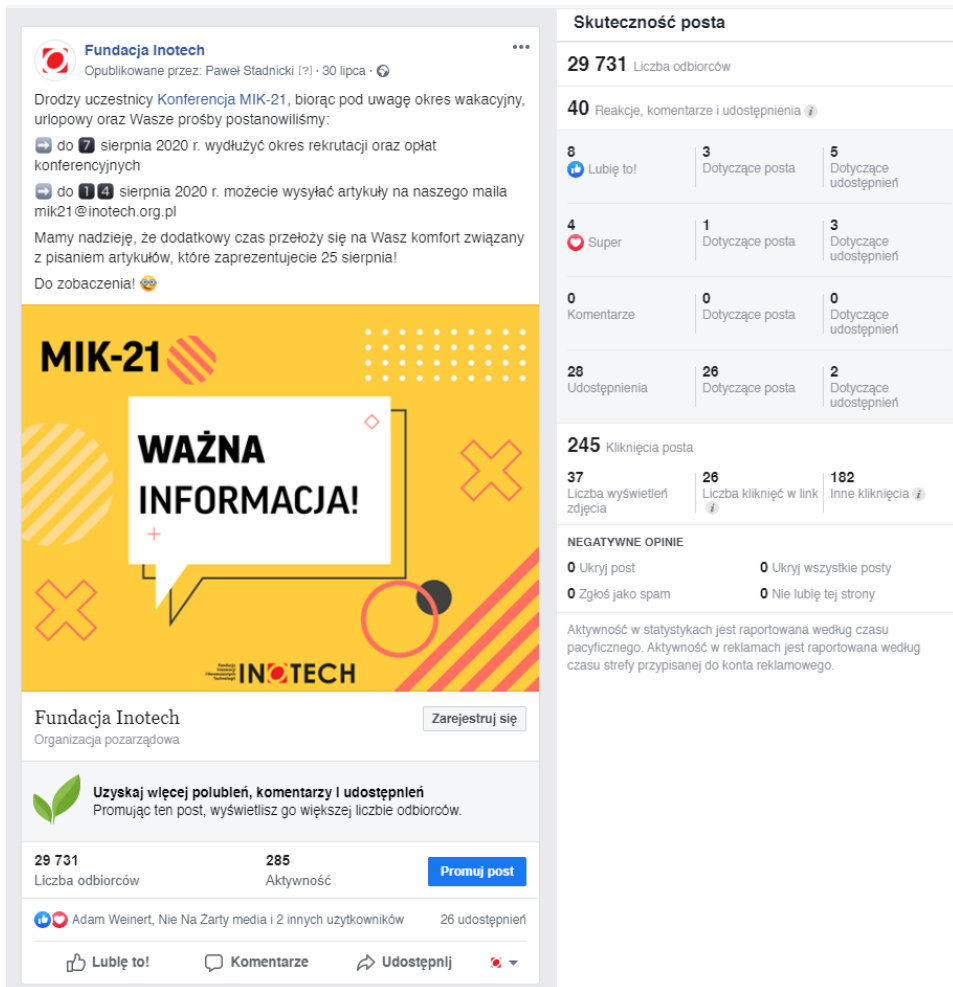 Fundacja Inotech
Opublikowane przez: Paweł Stadnicki [?] · 30 lipca ·
Drodzy uczestnicy Konferencja MIK-21, biorąc pod uwagę okres wakacyjny,
urlopowy oraz Wasze prośby postanowiliśmy:
➡ do 7 sierpnia 2020 r. wydłużyć okres rekrutacji oraz opłat
konferencyjnych
➡ do 1 4 sierpnia 2020 r. możecie wysyłać artykuły na naszego maila
mik21@inotech.org.pl
Mamy nadzieję, że dodatkowy czas przełoży się na Wasz komfort związany
z pisaniem artykułów, które zaprezentujecie 25 sierpnia!
Do zobaczenia!
MIK-21
WAŻNA
INFORMACJA!
INOTECH
Fundacja Inotech
Organizacja pozarządowa
Zarejestruj się
Uzyskaj więcej polubień, komentarzy i udostępnień
Promując ten post, wyświetlisz go większej liczbie odbiorców.
29 731
Liczba odbiorców
285
Aktywność
Promuj post
Adam Weinert, Nie Na Żarty media i 2 innych użytkowników
26 udostępnień
Lubię to!
Komentarze
Udostępnij
Skuteczność posta
29 731 Liczba odbiorców
40 Reakcje, komentarze i udostępnienia i
8
Lubię to!
3
Dotyczące posta
5
Dotyczące
udostępnień
4
Super
1
Dotyczące posta
3
Dotyczące
udostępnień
0
Komentarze
0
Dotyczące posta
0
Dotyczące
udostępnień
28
Udostępnienia
26
Dotyczące posta
2
Dotyczące
udostępnień
245 Kliknięcia posta
37
Liczba wyświetleń
zdjęcia
26
Liczba kliknięć w link
i
182
Inne kliknięcia i
NEGATYWNE OPINIE
0 Ukryj post
0 Ukryj wszystkie posty
0 Zgłoś jako spam
0 Nie lubię tej strony
Aktywność w statystykach jest raportowana według czasu
pacyficznego. Aktywność w reklamach jest raportowana według
czasu strefy przypisanej do konta reklamowego.